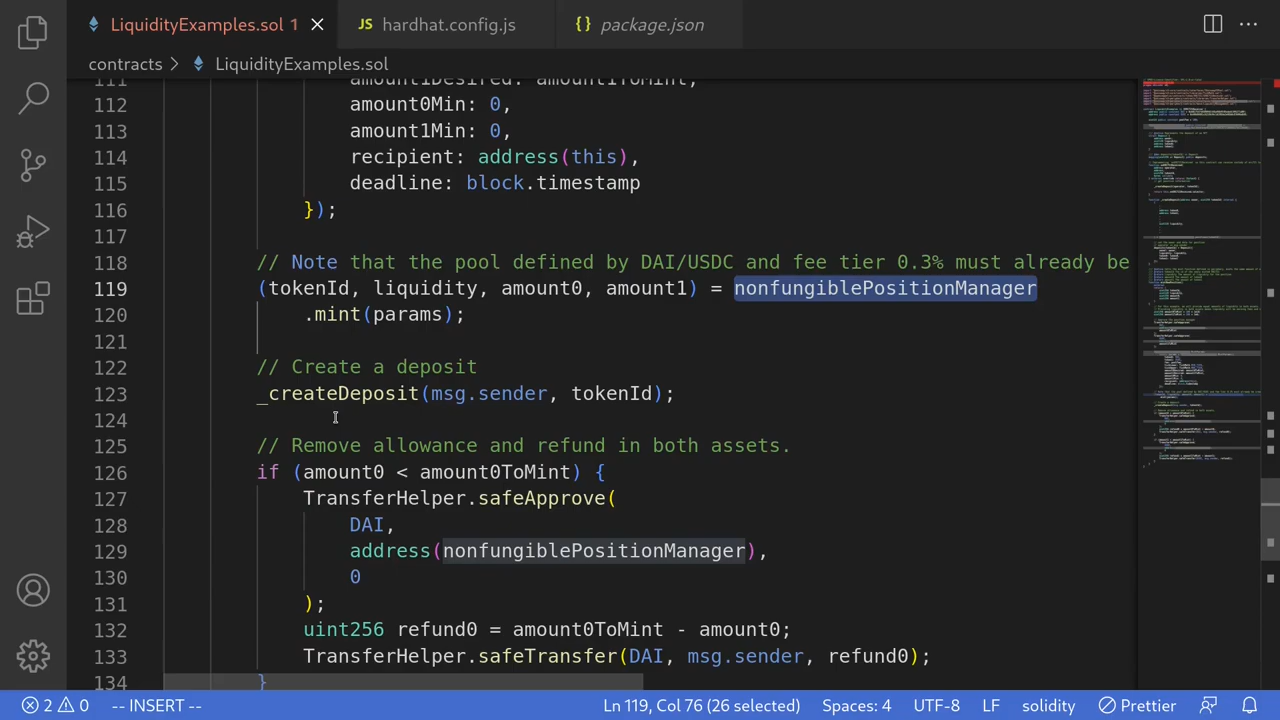 LiquidityExamples.sol 1
JS hardhat.config.js
{} package.json
contracts > LiquidityExamples.sol
111 amount1Desired: amount1ToMint,
112 amount0Min: 0
113 amount1Min: 0,
114 recipient. address(this),
115 deadline. block.timestamp
116 });
117
118 // Note that the pool defined by DAI/USDC and fee tier 0.3% must already be
119 (tokenId, liquidity, amount0, amount1) = nonfungiblePositionManager
120 .mint(params);
121
122 // Create a deposit
123 _createDeposit(msg.sender, tokenId);
124
125 // Remove allowance and refund in both assets.
126 if (amount0 < amount0ToMint) {
127 TransferHelper.safeApprove(
128 DAI,
129 address(nonfungiblePositionManager),
130 0
131 );
132 uint256 refund0 = amount0ToMint - amount0;
133 TransferHelper.safeTransfer(DAI, msg.sender, refund0);
134 }
2 0 -- INSERT -- Ln 119, Col 76 (26 selected) Spaces: 4 UTF-8 LF solidity Prettier